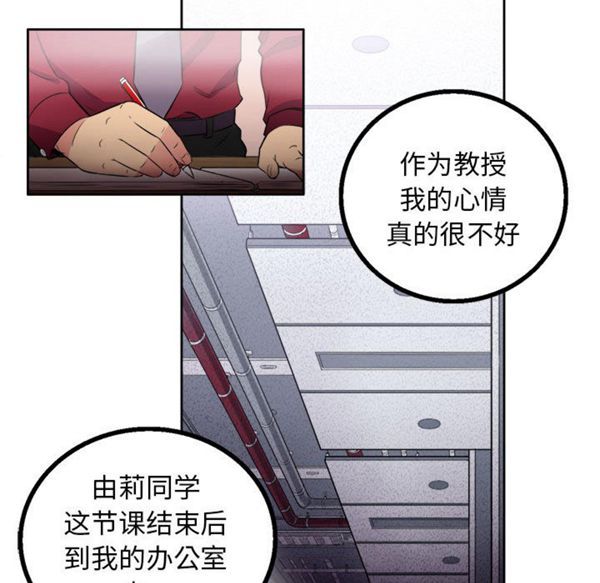 作为教授
我的心情
真的很不好
由莉同学
这节课结束后
到我的办公室